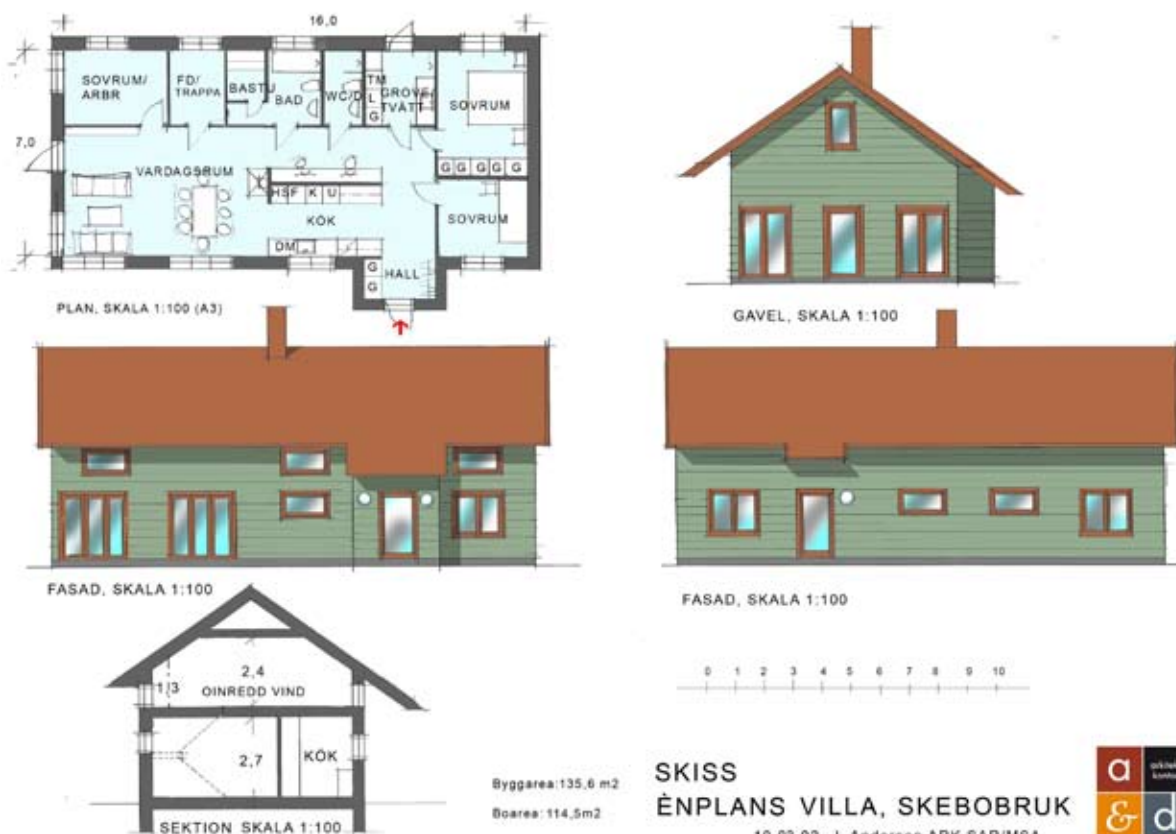 16,0
7,0
SOVRUM/
ARBR
FD/
TRAPPA
BASTU
BAD
WC/D
TM
L
G
GROVE/
TVÄTT
SOVRUM
G G G G G
VARDAGSRUM
HSF K U
KÖK
DM
SOVRUM
G
G
HALL
PLAN, SKALA 1:100 (A3)
GAVEL, SKALA 1:100
FASAD, SKALA 1:100
FASAD, SKALA 1:100
2,4
1,3
OINREDD VIND
2,7
KÖK
SEKTION SKALA 1:100
0 1 2 3 4 5 6 7 8 9 10
Byggarea:135,6 m2
Boarea:114,5m2
SKISS
ÈNPLANS VILLA, SKEBOBRUK
a
& d